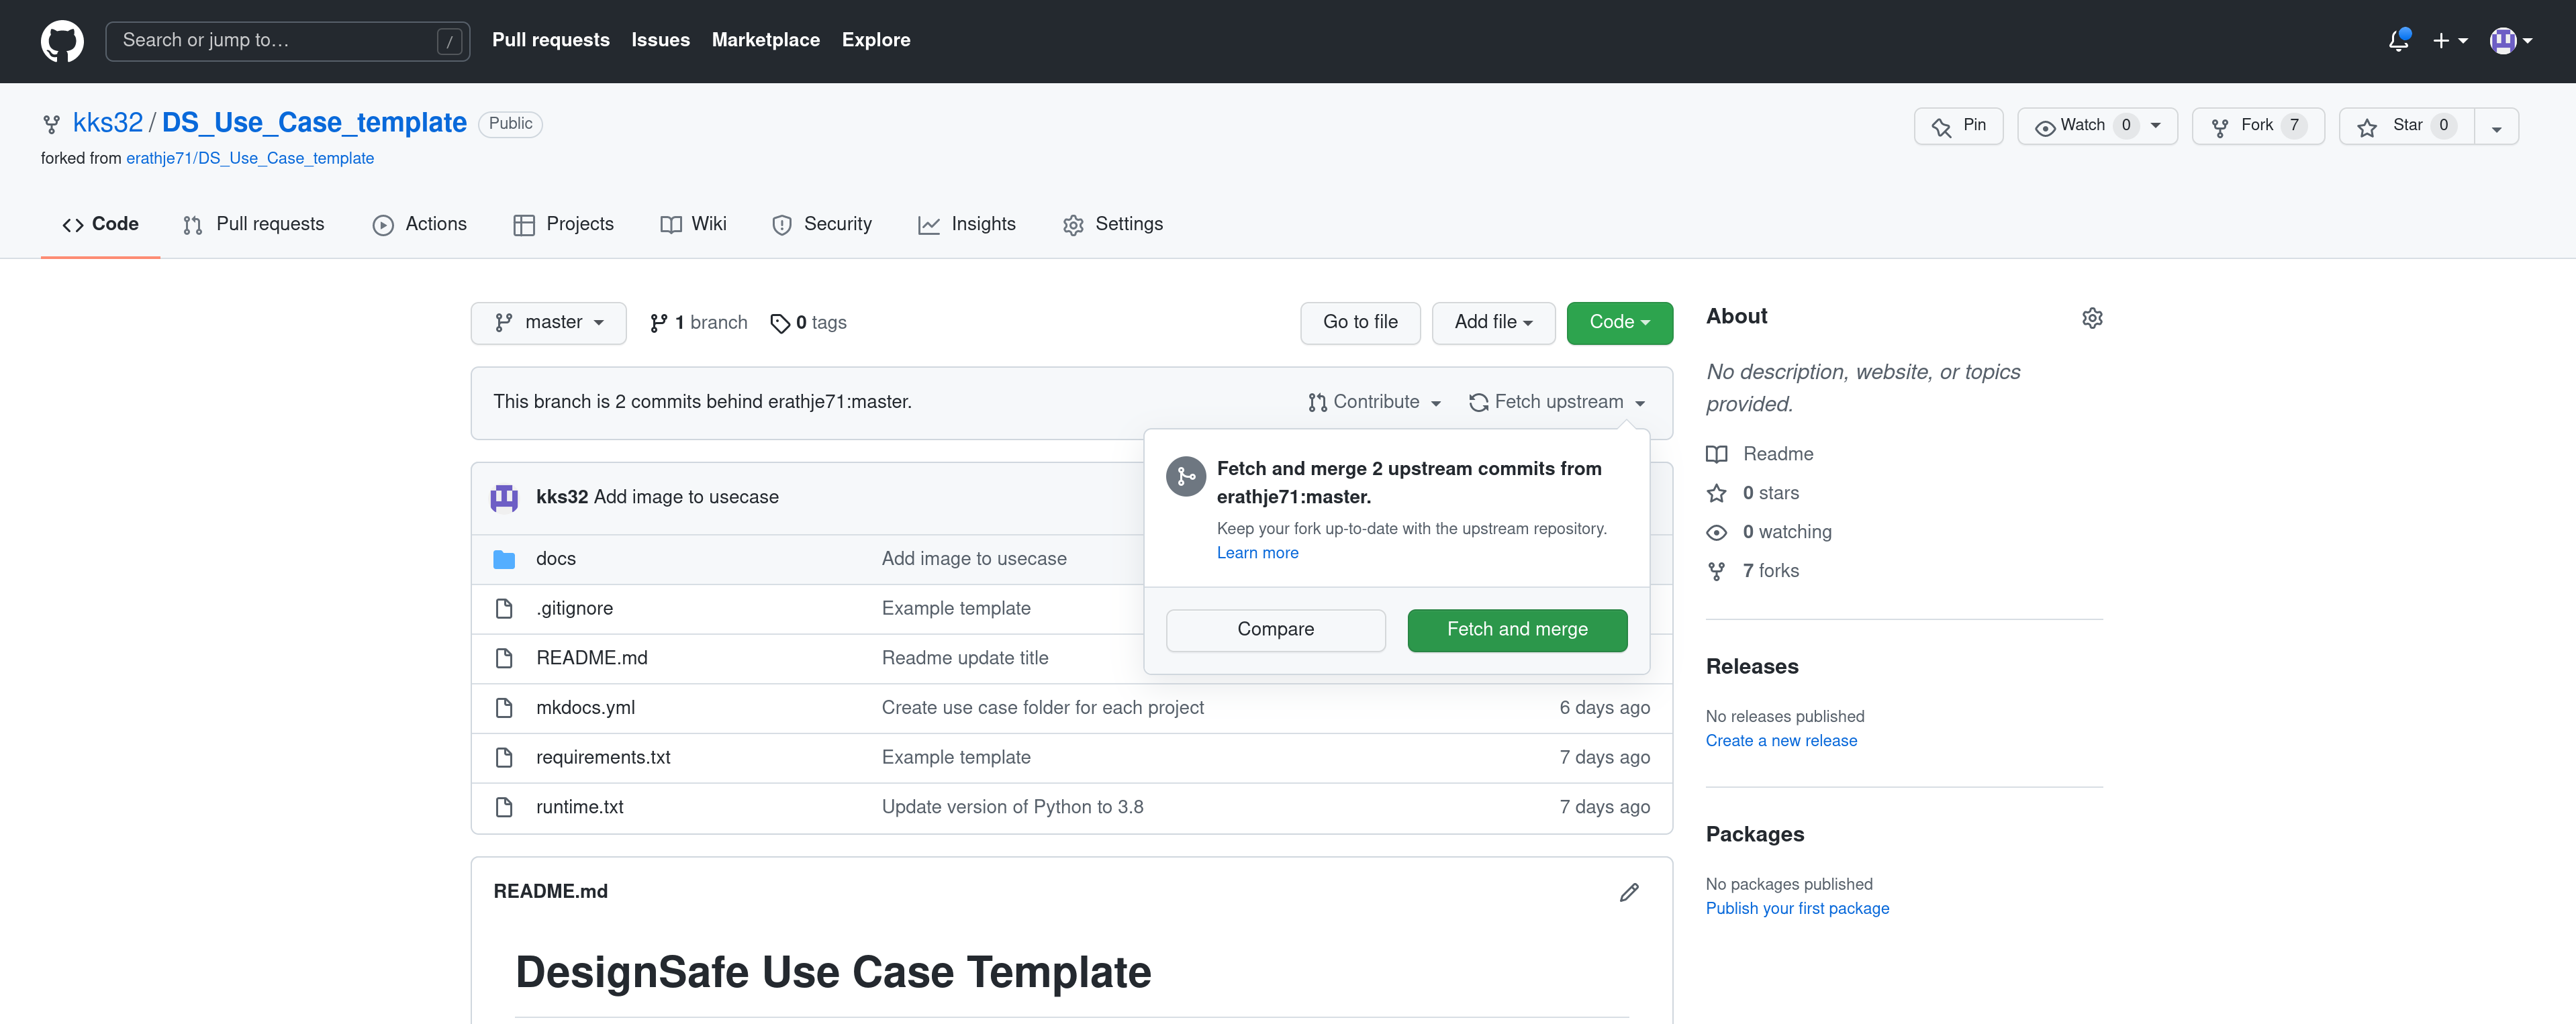 Search or jump to… /
Pull requests Issues Marketplace Explore
kks32 / DS_Use_Case_template Public
forked from erathje71/DS_Use_Case_template
Pin Watch 0 Fork 7 Star 0
Code Pull requests Actions Projects Wiki Security Insights Settings
master 1 branch 0 tags Go to file Add file Code
This branch is 2 commits behind erathje71:master. Contribute Fetch upstream
Fetch and merge 2 upstream commits from
erathje71:master.
Keep your fork up-to-date with the upstream repository.
Learn more
Compare Fetch and merge
kks32 Add image to usecase
docs Add image to usecase
.gitignore Example template
README.md Readme update title
mkdocs.yml Create use case folder for each project 6 days ago
requirements.txt Example template 7 days ago
runtime.txt Update version of Python to 3.8 7 days ago
README.md
DesignSafe Use Case Template
About
No description, website, or topics
provided.
Readme
0 stars
0 watching
7 forks
Releases
No releases published
Create a new release
Packages
No packages published
Publish your first package